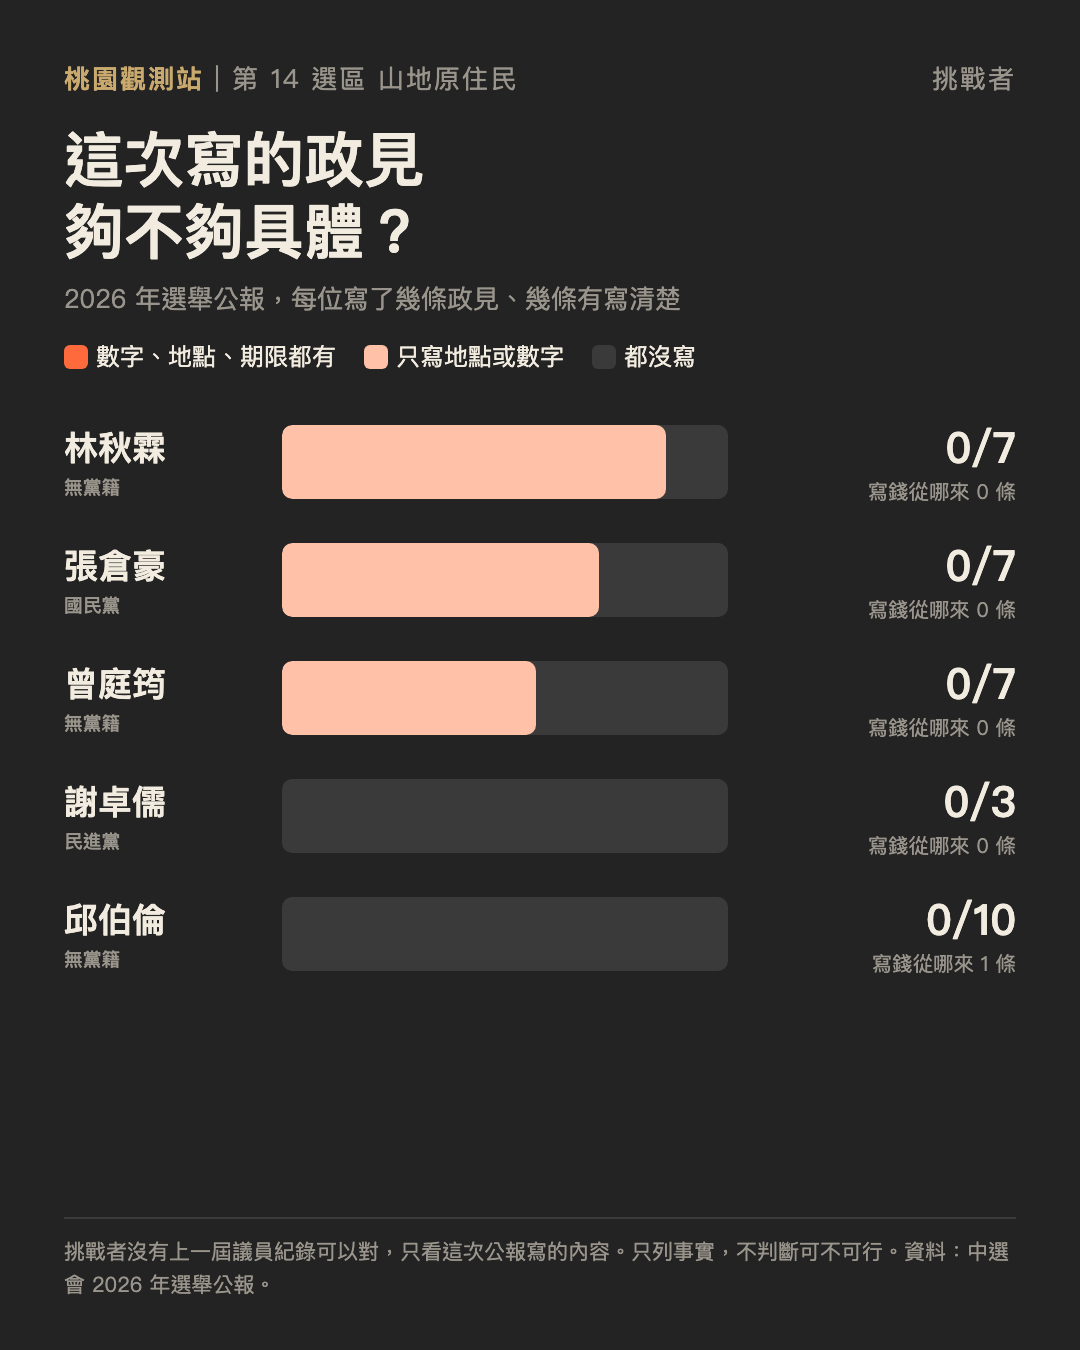 桃園觀測站｜第 14 選區 山地原住民
挑戰者
這次寫的政見
夠不夠具體？
2026 年選舉公報，每位寫了幾條政見、幾條有寫清楚
數字、地點、期限都有
只寫地點或數字
都沒寫
林秋霖
無黨籍
0/7
寫錢從哪來 0 條
張倉豪
國民黨
0/7
寫錢從哪來 0 條
曾庭筠
無黨籍
0/7
寫錢從哪來 0 條
謝卓儒
民進黨
0/3
寫錢從哪來 0 條
邱伯倫
無黨籍
0/10
寫錢從哪來 1 條
挑戰者沒有上一屆議員紀錄可以對，只看這次公報寫的內容。只列事實，不判斷可不可行。資料：中選
會 2026 年選舉公報。